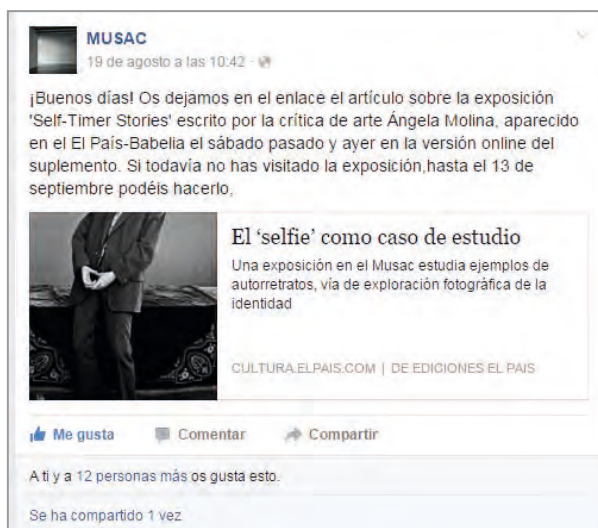 MUSAC
19 de agosto a las 10:42 ·
¡Buenos días! Os dejamos en el enlace el artículo sobre la exposición
'Self-Timer Stories' escrito por la crítica de arte Ángela Molina, aparecido
en el El País-Babelia el sábado pasado y ayer en la versión online del
suplemento. Si todavía no has visitado la exposición,hasta el 13 de
septiembre podéis hacerlo,
El ‘selfie’ como caso de estudio
Una exposición en el Musac estudia ejemplos de
autorretratos, vía de exploración fotográfica de la
identidad
CULTURA.ELPAIS.COM | DE EDICIONES EL PAIS
Me gusta Comentar Compartir
A ti y a 12 personas más os gusta esto.
Se ha compartido 1 vez